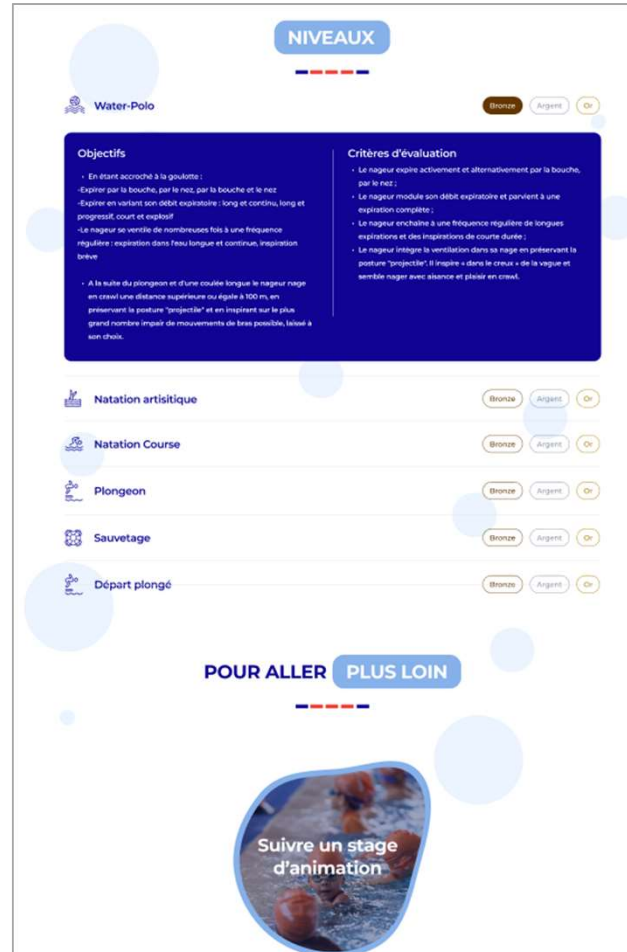 NIVEAUX
Water-Polo
Bronze Argent Or
Objectifs
• En étant accroché à la goulotte :
-Expirer par la bouche, par le nez, par la bouche et le nez
-Expirer en variant son débit expiratoire : long et continu, long et
progressif, court et explosif
-Le nageur se ventile de nombreuses fois à une fréquence
régulière : expiration dans l'eau longue et continue, inspiration
brève
• A la suite du plongeon et d'une coulée longue le nageur nage
en crawl une distance supérieure ou égale à 100 m, en
préservant la posture "projectile" et en inspirant sur le plus
grand nombre impair de mouvements de bras possible, laissé à
son choix.
Critères d'évaluation
• Le nageur expire activement et alternativement par la bouche,
par le nez ;
• Le nageur module son débit expiratoire et parvient à une
expiration complète ;
• Le nageur enchaine à une fréquence régulière de longues
expirations et des inspirations de courte durée ;
• Le nageur intègre la ventilation dans sa nage en préservant la
posture "projectile". Il inspire « dans le creux » de la vague et
semble nager avec aisance et plaisir en crawl.
Natation artisitique
Bronze Argent Or
Natation Course
Bronze Argent Or
Plongeon
Bronze Argent Or
Sauvetage
Bronze Argent Or
Départ plongé
Bronze Argent Or
POUR ALLER PLUS LOIN
Suivre un stage
d'animation